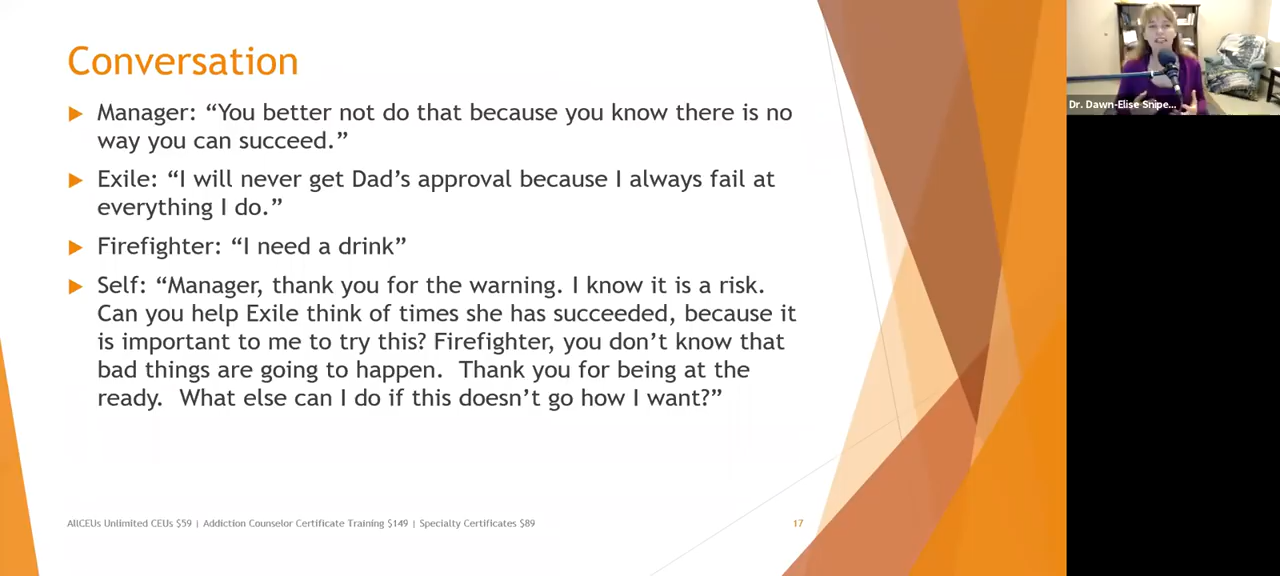 Conversation
Manager: “You better not do that because you know there is no
way you can succeed.”
Exile: “I will never get Dad’s approval because I always fail at
everything I do.”
Firefighter: “I need a drink”
Self: “Manager, thank you for the warning. I know it is a risk.
Can you help Exile think of times she has succeeded, because it
is important to me to try this? Firefighter, you don’t know that
bad things are going to happen.  Thank you for being at the
ready.  What else can I do if this doesn’t go how I want?”
AllCEUs Unlimited CEUs $59 | Addiction Counselor Certificate Training $149 | Specialty Certificates $89
17
Dr. Dawn-Elise Snipe...